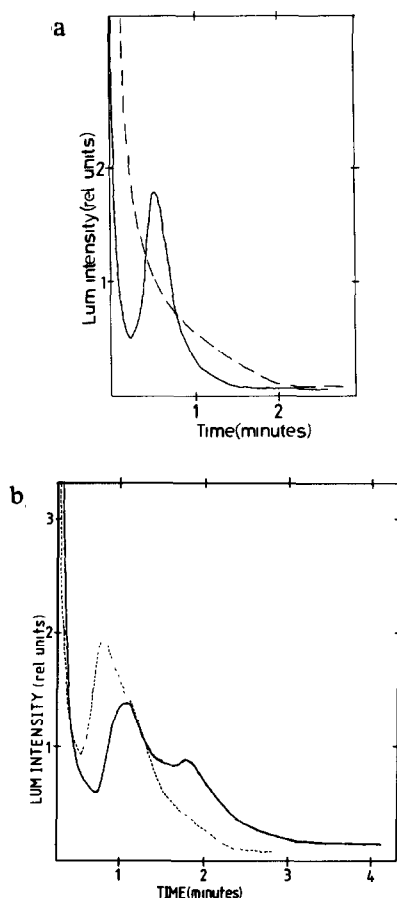 a
2
1
Lum intensity (rel units)
1
2
Time(minutes)
b
3
2
1
LUM INTENSITY (rel units)
1
2
3
4
TIME(minutes)